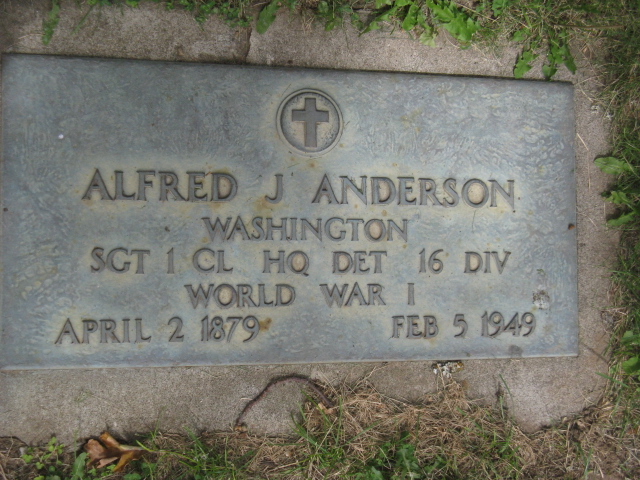 ALFRED J ANDERSON
WASHINGTON
SGT 1 CL HQ DET 16 DIV
WORLD WAR I
APRIL 2 1879 FEB 5 1949